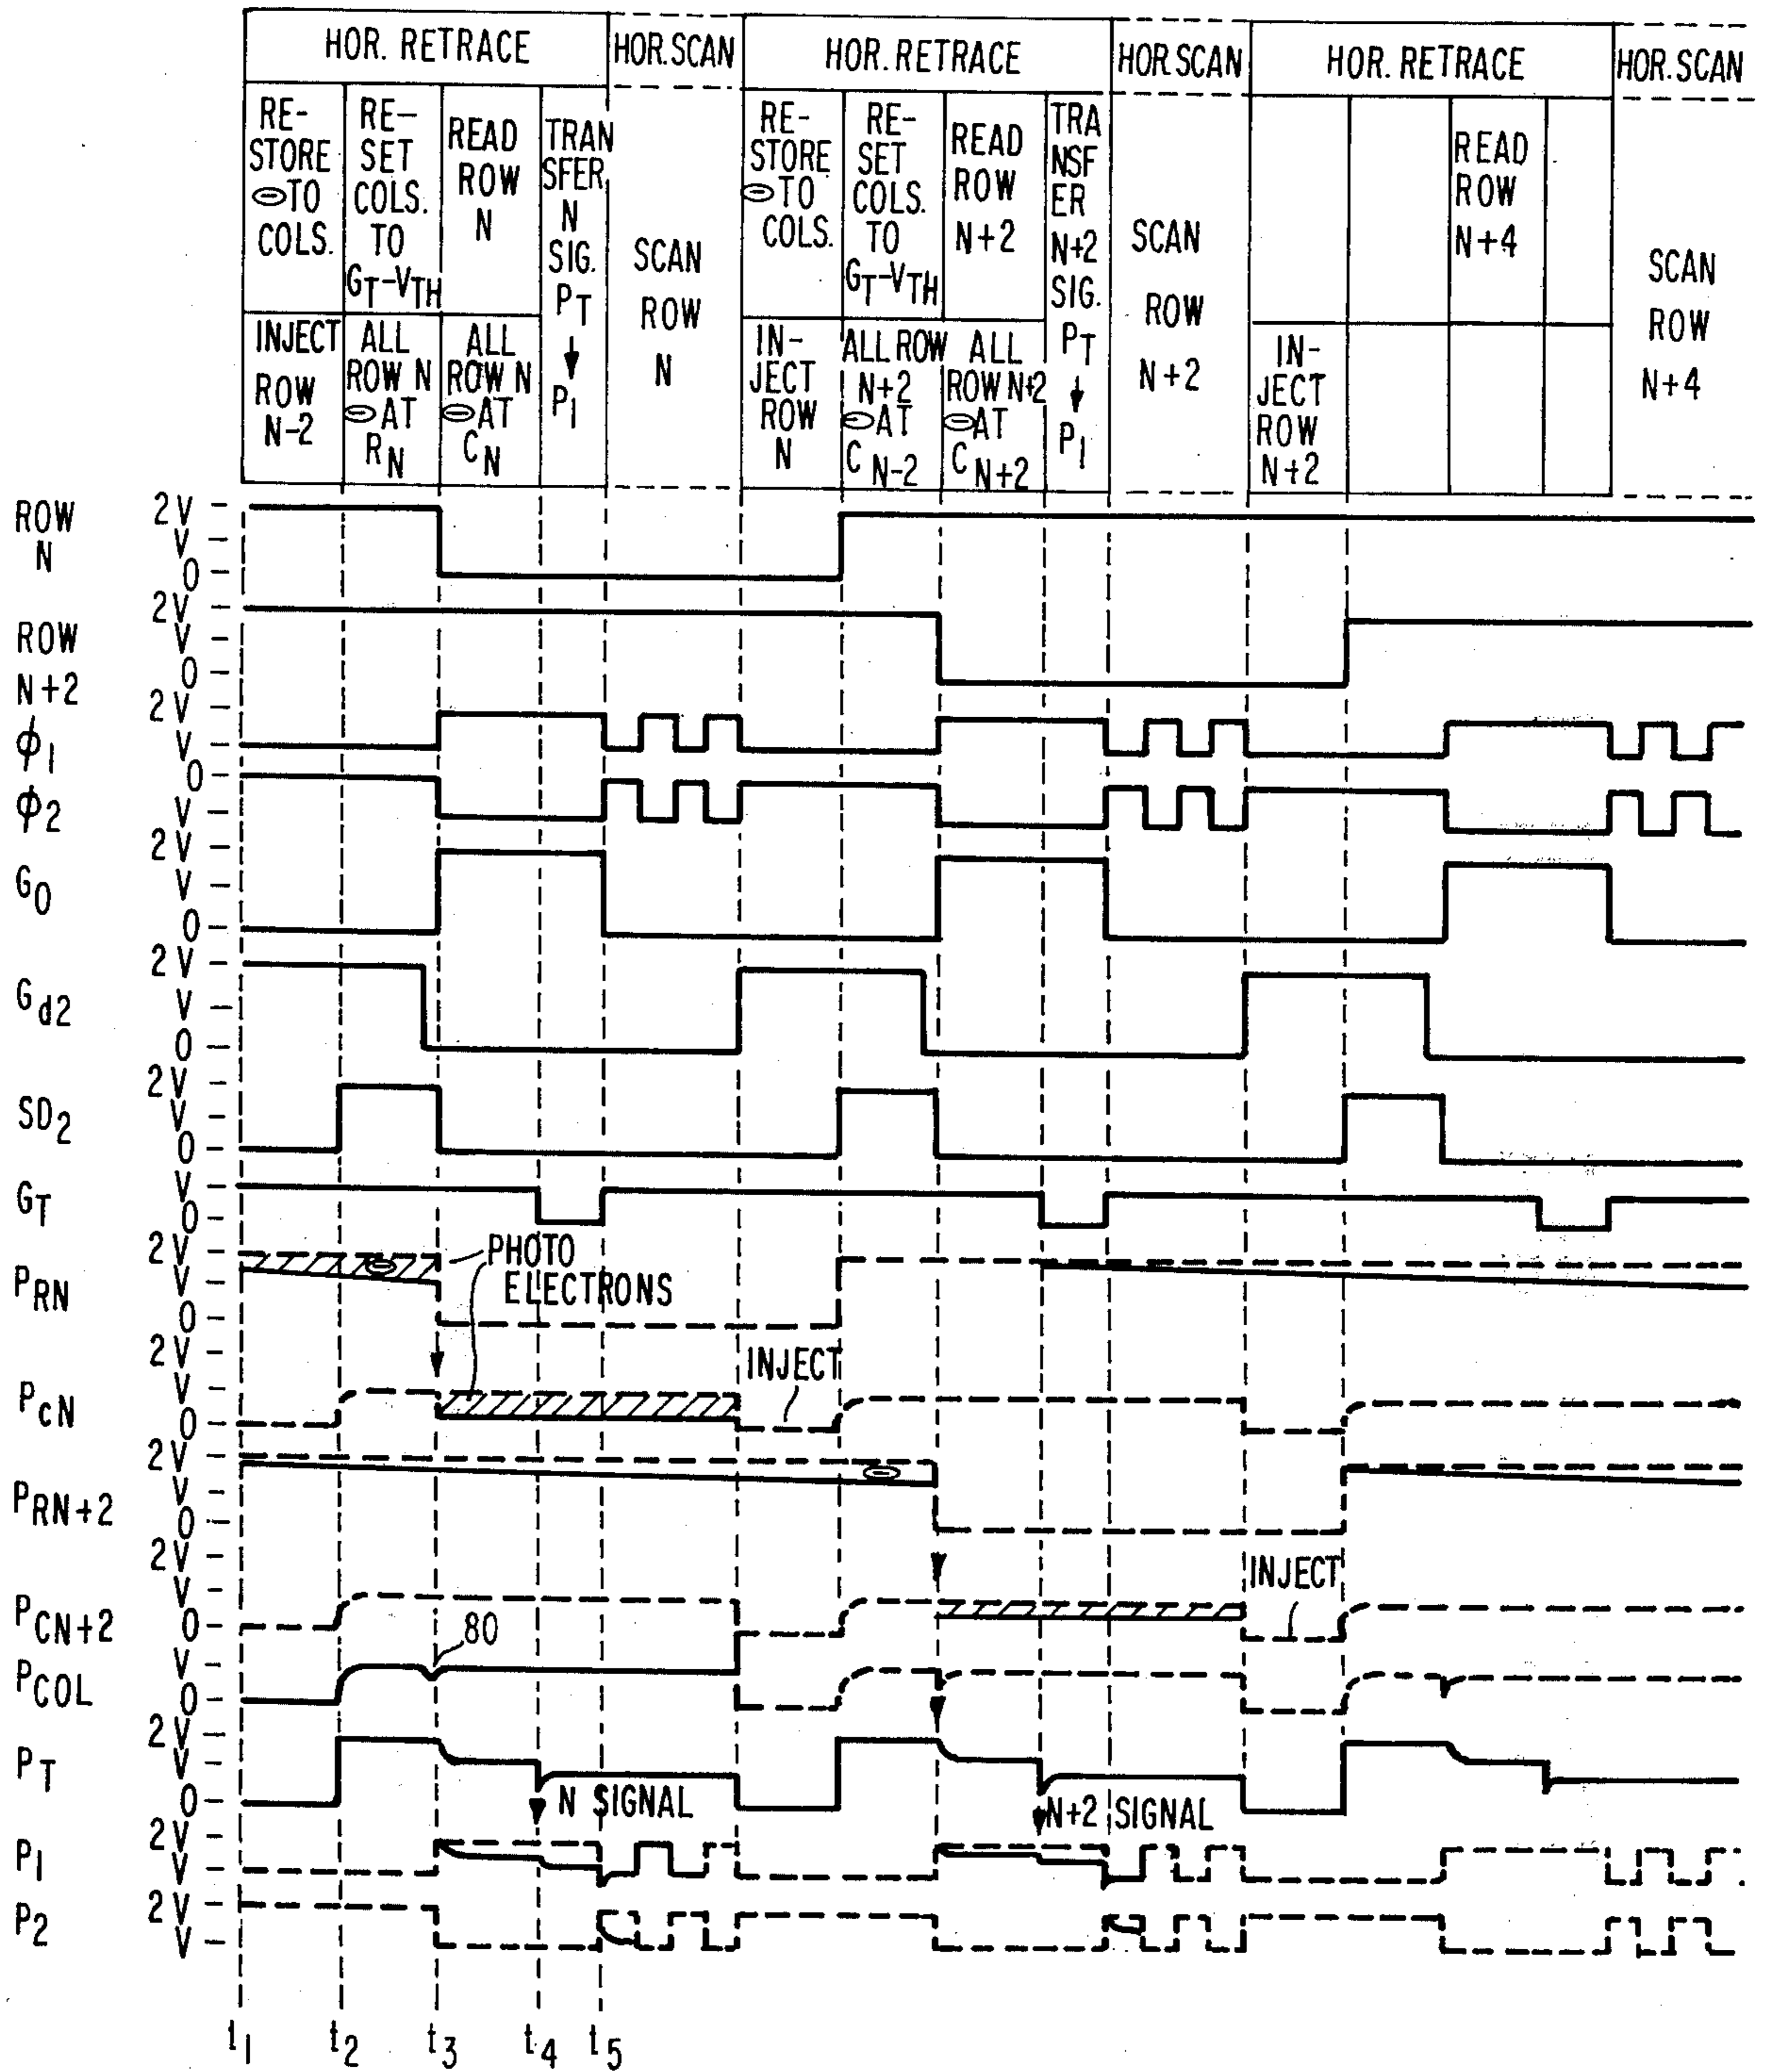 HOR. RETRACE HOR. SCAN HOR. RETRACE HOR. SCAN HOR. RETRACE HOR. SCAN
RE-
STORE
⊖TO
COLS.
RE-
SET
COLS.
TO
GT-VTH
READ
ROW
N
TRAN
SFER
N
SIG.
PT
P1
SCAN
ROW
N
RE-
STORE
⊖TO
COLS.
RE-
SET
COLS.
TO
GT-VTH
READ
ROW
N+2
TRA
NSF
ER
N+2
SIG.
PT
P1
SCAN
ROW
N+2
READ
ROW
N+4
SCAN
ROW
N+4
INJECT
ROW
N-2
ALL
ROW N
⊖AT
RN
ALL
ROW N
⊖AT
CN
IN-
JECT
ROW
N
ALL ROW
N+2
⊖AT
CN-2
ALL
ROW N+2
⊖AT
CN+2
IN-
JECT
ROW
N+2
ROW
N
2V
V
0
ROW
N+2
2V
V
0
ϕ1
2V
V
0
ϕ2
V
2V
G0
V
0
Gd2
2V
V
0
SD2
2V
V
0
GT
V
0
PRN
2V
V
0
⊖
PHOTO
ELECTRONS
PCN
2V
V
0
INJECT
PRN+2
2V
V
0
⊖
PCN+2
2V
V
0
INJECT
PCOL
V
0
80
PT
2V
V
0
N SIGNAL
N+2 SIGNAL
P1
2V
V
P2
2V
V
t1 t2 t3 t4 t5